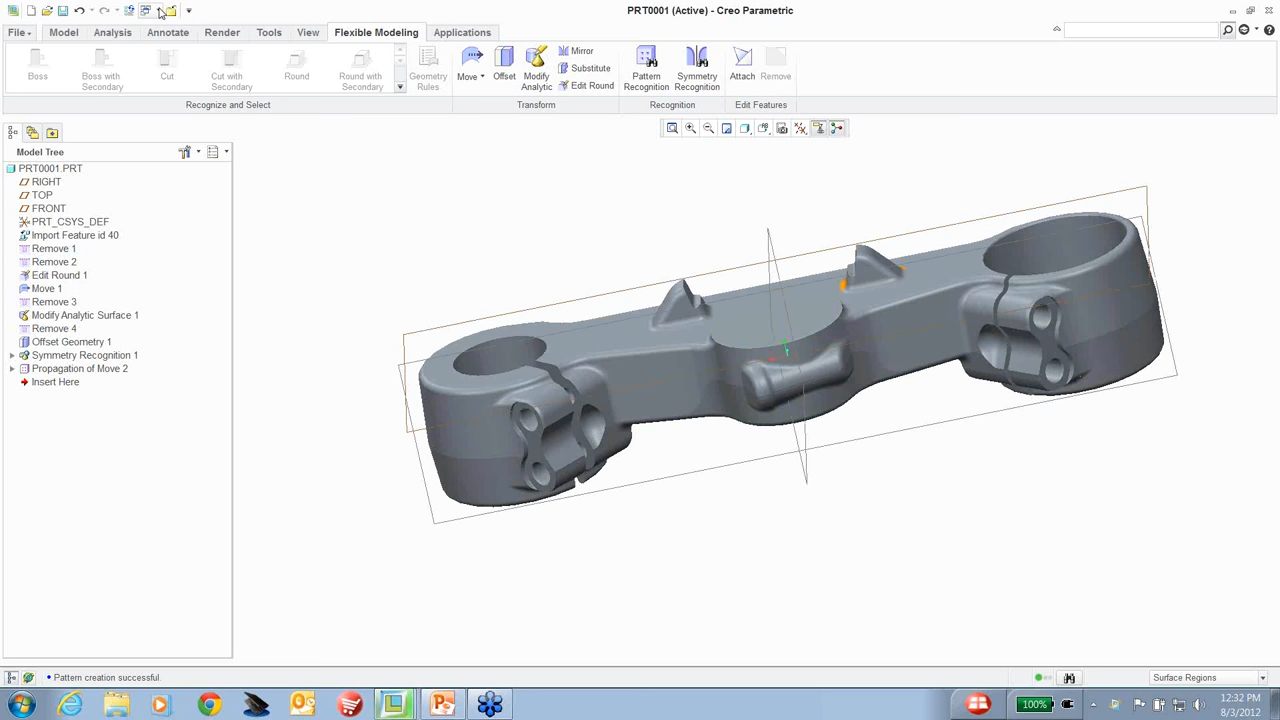 PRT0001 (Active) - Creo Parametric
File Model Analysis Annotate Render Tools View Flexible Modeling Applications
Boss Boss with Secondary Cut Cut with Secondary Round Round with Secondary Geometry Rules
Move Offset Modify Analytic Mirror Substitute Edit Round
Pattern Recognition Symmetry Recognition Attach Remove
Recognize and Select Transform Recognition Edit Features
Model Tree
PRT0001.PRT
RIGHT
TOP
FRONT
PRT_CSYS_DEF
Import Feature id 40
Remove 1
Remove 2
Edit Round 1
Move 1
Remove 3
Modify Analytic Surface 1
Remove 4
Offset Geometry 1
Symmetry Recognition 1
Propagation of Move 2
Insert Here
• Pattern creation successful.
Surface Regions
100%
12:32 PM
8/3/2012